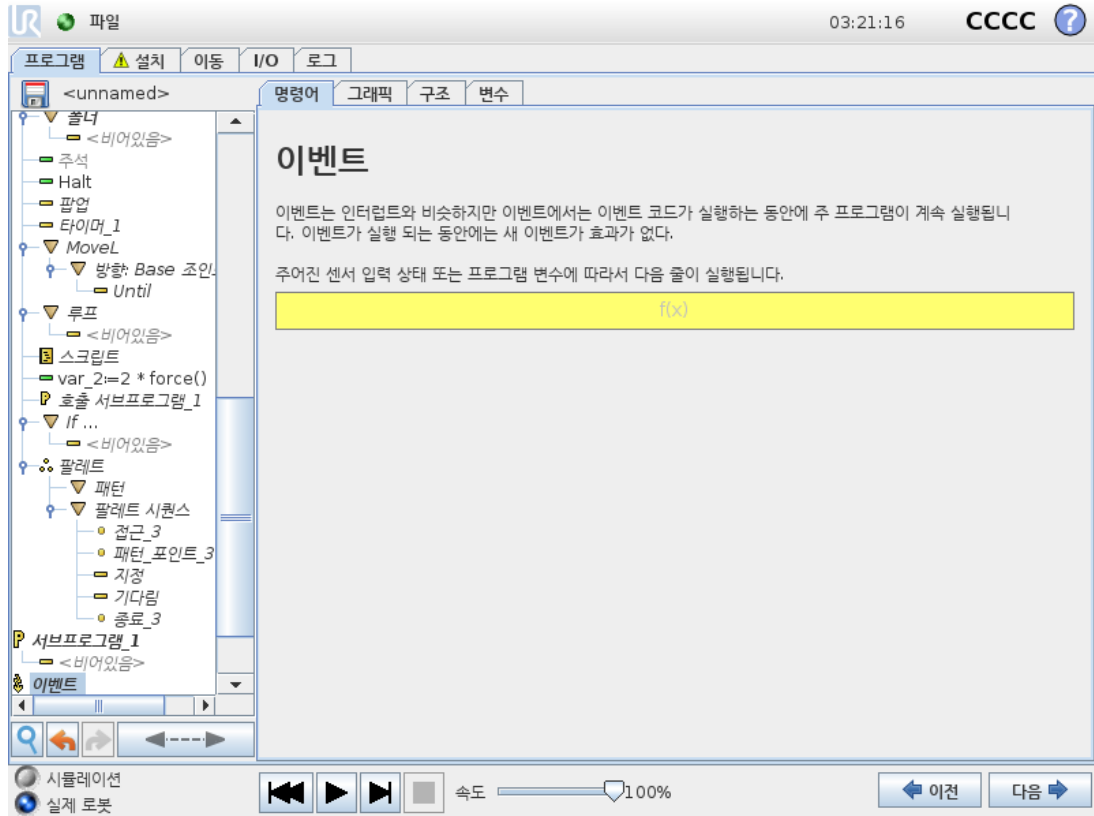 UR 파일 03:21:16 CCCC ?
프로그램 설치 이동 I/O 로그
<unnamed>
명령어 그래픽 구조 변수
폴더
<비어있음>
주석
Halt
팝업
타이머_1
MoveL
방향: Base 조인
Until
루프
<비어있음>
스크립트
var_2:=2 * force()
호출 서브프로그램_1
If ...
<비어있음>
팔레트
패턴
팔레트 시퀀스
접근_3
패턴_포인트_3
지정
기다림
종료_3
서브프로그램_1
<비어있음>
이벤트
이벤트
이벤트는 인터럽트와 비슷하지만 이벤트에서는 이벤트 코드가 실행하는 동안에 주 프로그램이 계속 실행됩니
다. 이벤트가 실행 되는 동안에는 새 이벤트가 효과가 없다.
주어진 센서 입력 상태 또는 프로그램 변수에 따라서 다음 줄이 실행됩니다.
f(x)
시뮬레이션
실제 로봇
속도 100%
이전 다음